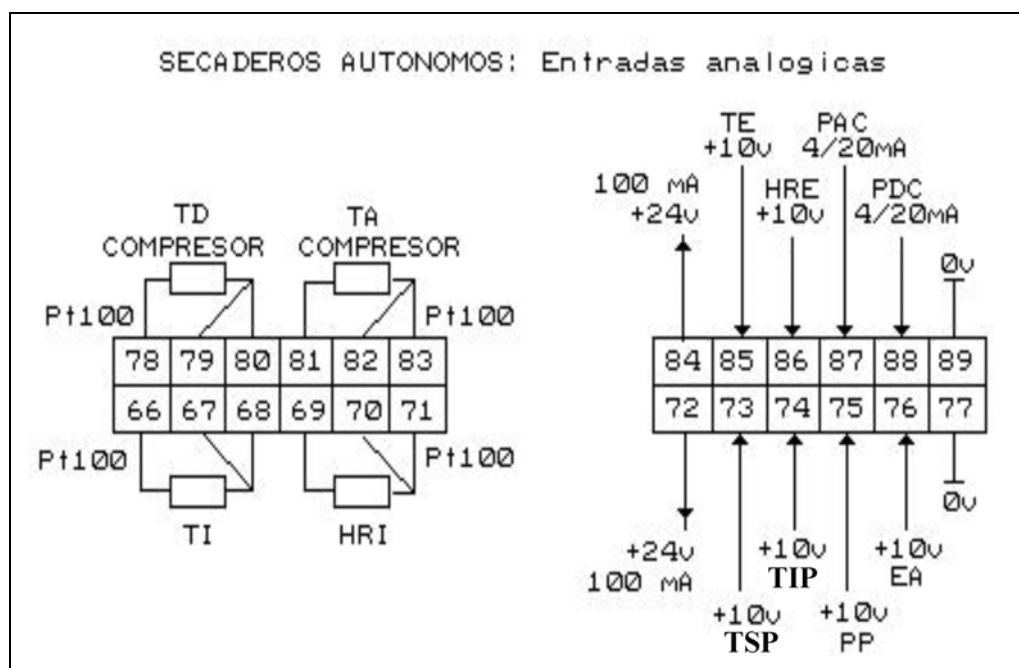 SECADEROS AUTONOMOS: Entradas analogicas
TD
COMPRESOR
TA
COMPRESOR
Pt100
Pt100
78 79 80 81 82 83
66 67 68 69 70 71
Pt100
Pt100
TI
HRI
TE
+10v
PAC
4/20mA
100 mA
+24v
HRE
+10v
PDC
4/20mA
0v
84 85 86 87 88 89
72 73 74 75 76 77
0v
+24v
100 mA
+10v
TIP
+10v
EA
+10v
TSP
+10v
PP